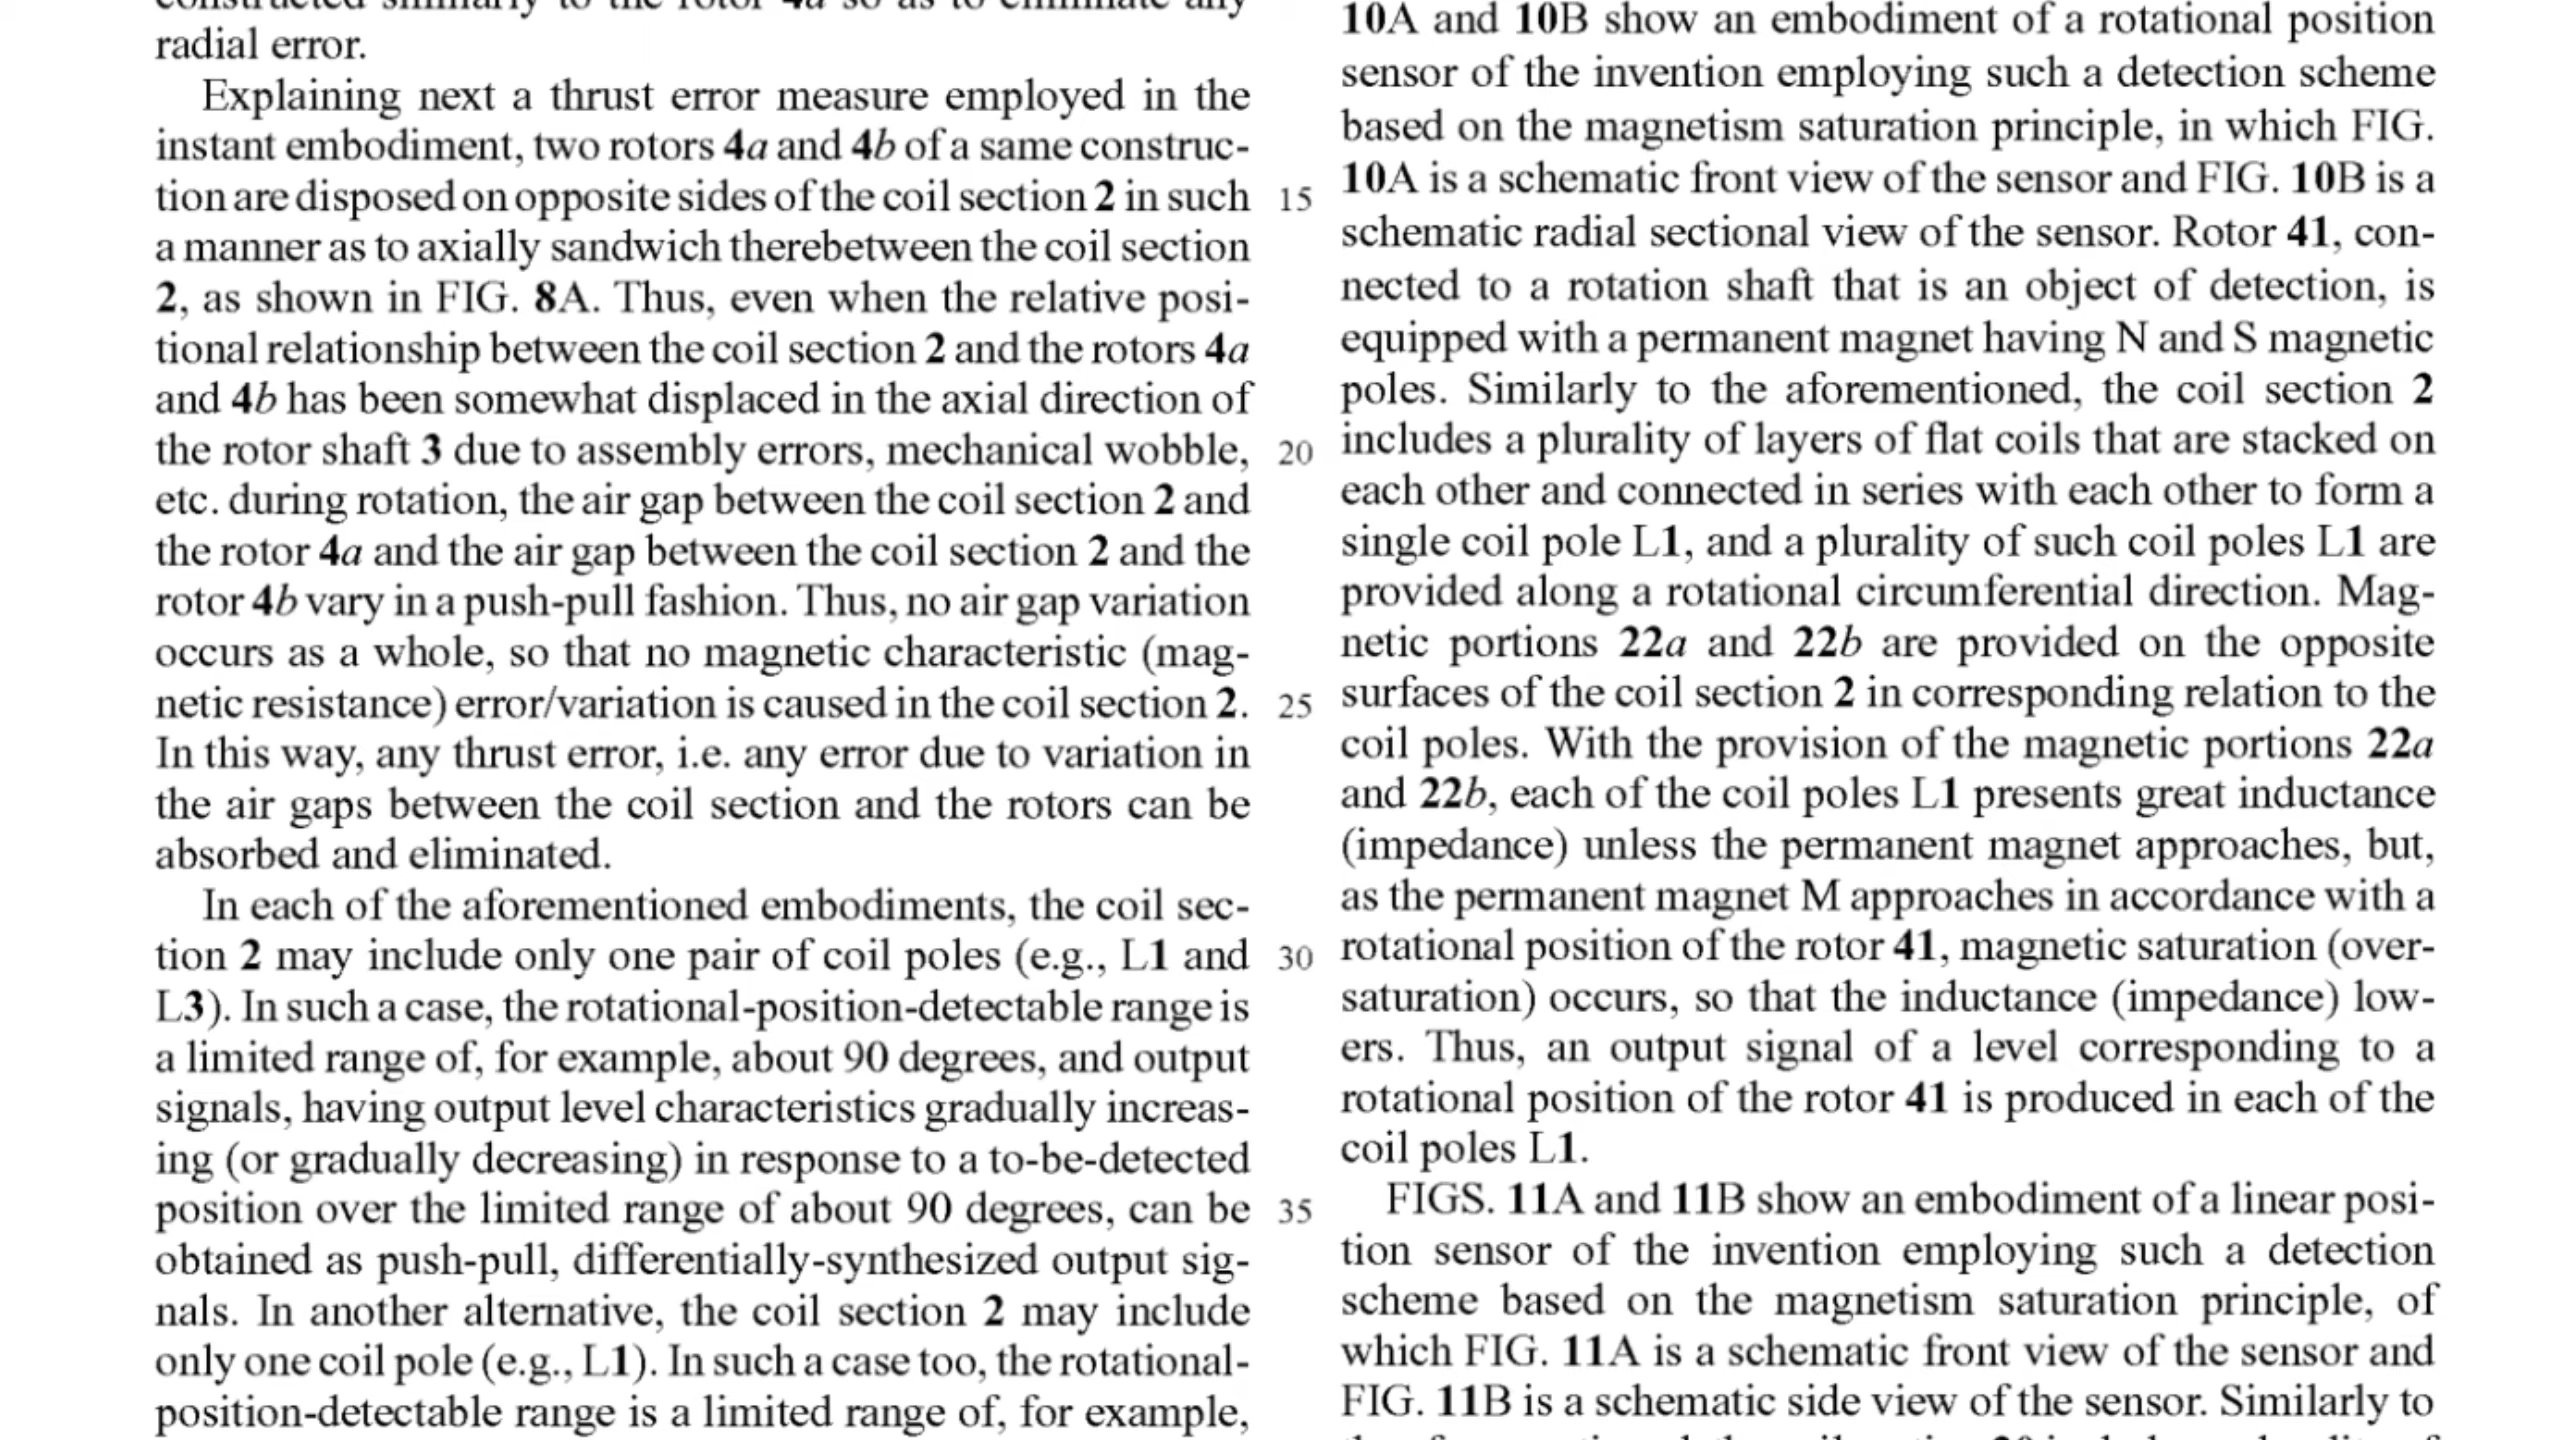 constructed similarly to the rotor 4a so as to eliminate any
radial error.
Explaining next a thrust error measure employed in the
instant embodiment, two rotors 4a and 4b of a same construc-
tion are disposed on opposite sides of the coil section 2 in such
a manner as to axially sandwich therebetween the coil section
2, as shown in FIG. 8A. Thus, even when the relative posi-
tional relationship between the coil section 2 and the rotors 4a
and 4b has been somewhat displaced in the axial direction of
the rotor shaft 3 due to assembly errors, mechanical wobble,
etc. during rotation, the air gap between the coil section 2 and
the rotor 4a and the air gap between the coil section 2 and the
rotor 4b vary in a push-pull fashion. Thus, no air gap variation
occurs as a whole, so that no magnetic characteristic (mag-
netic resistance) error/variation is caused in the coil section 2.
In this way, any thrust error, i.e. any error due to variation in
the air gaps between the coil section and the rotors can be
absorbed and eliminated.
In each of the aforementioned embodiments, the coil sec-
tion 2 may include only one pair of coil poles (e.g., L1 and
L3). In such a case, the rotational-position-detectable range is
a limited range of, for example, about 90 degrees, and output
signals, having output level characteristics gradually increas-
ing (or gradually decreasing) in response to a to-be-detected
position over the limited range of about 90 degrees, can be
obtained as push-pull, differentially-synthesized output sig-
nals. In another alternative, the coil section 2 may include
only one coil pole (e.g., L1). In such a case too, the rotational-
position-detectable range is a limited range of, for example,
15
20
25
30
35
10A and 10B show an embodiment of a rotational position
sensor of the invention employing such a detection scheme
based on the magnetism saturation principle, in which FIG.
10A is a schematic front view of the sensor and FIG. 10B is a
schematic radial sectional view of the sensor. Rotor 41, con-
nected to a rotation shaft that is an object of detection, is
equipped with a permanent magnet having N and S magnetic
poles. Similarly to the aforementioned, the coil section 2
includes a plurality of layers of flat coils that are stacked on
each other and connected in series with each other to form a
single coil pole L1, and a plurality of such coil poles L1 are
provided along a rotational circumferential direction. Mag-
netic portions 22a and 22b are provided on the opposite
surfaces of the coil section 2 in corresponding relation to the
coil poles. With the provision of the magnetic portions 22a
and 22b, each of the coil poles L1 presents great inductance
(impedance) unless the permanent magnet approaches, but,
as the permanent magnet M approaches in accordance with a
rotational position of the rotor 41, magnetic saturation (over-
saturation) occurs, so that the inductance (impedance) low-
ers. Thus, an output signal of a level corresponding to a
rotational position of the rotor 41 is produced in each of the
coil poles L1.
FIGS. 11A and 11B show an embodiment of a linear posi-
tion sensor of the invention employing such a detection
scheme based on the magnetism saturation principle, of
which FIG. 11A is a schematic front view of the sensor and
FIG. 11B is a schematic side view of the sensor. Similarly to